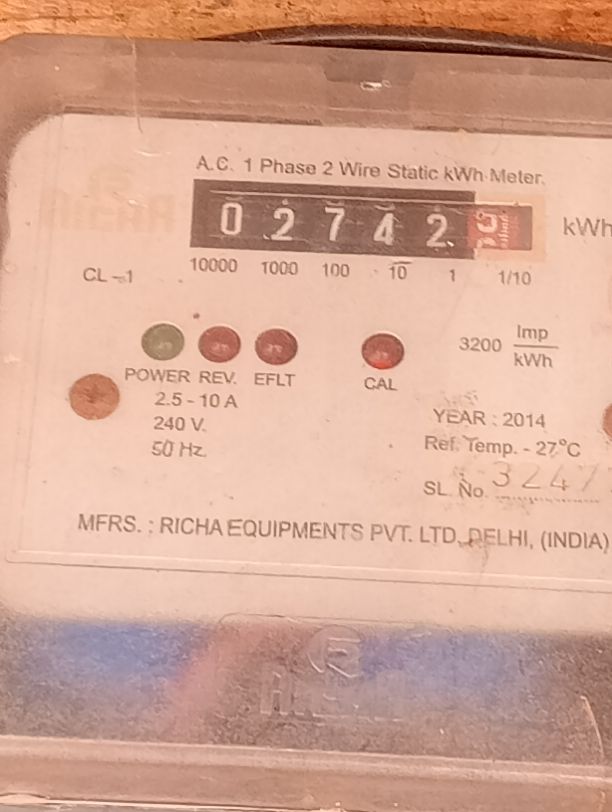 A.C. 1 Phase 2 Wire Static kWh Meter.
0 2 7 4 2 kWh
CL-1 10000 1000 100 10 1 1/10
3200 Imp/kWh
POWER REV. EFLT CAL
2.5 - 10 A
240 V.
50 Hz.
YEAR : 2014
Ref. Temp. - 27°C
SL. No. 3247
MFRS. : RICHA EQUIPMENTS PVT. LTD. DELHI, (INDIA)